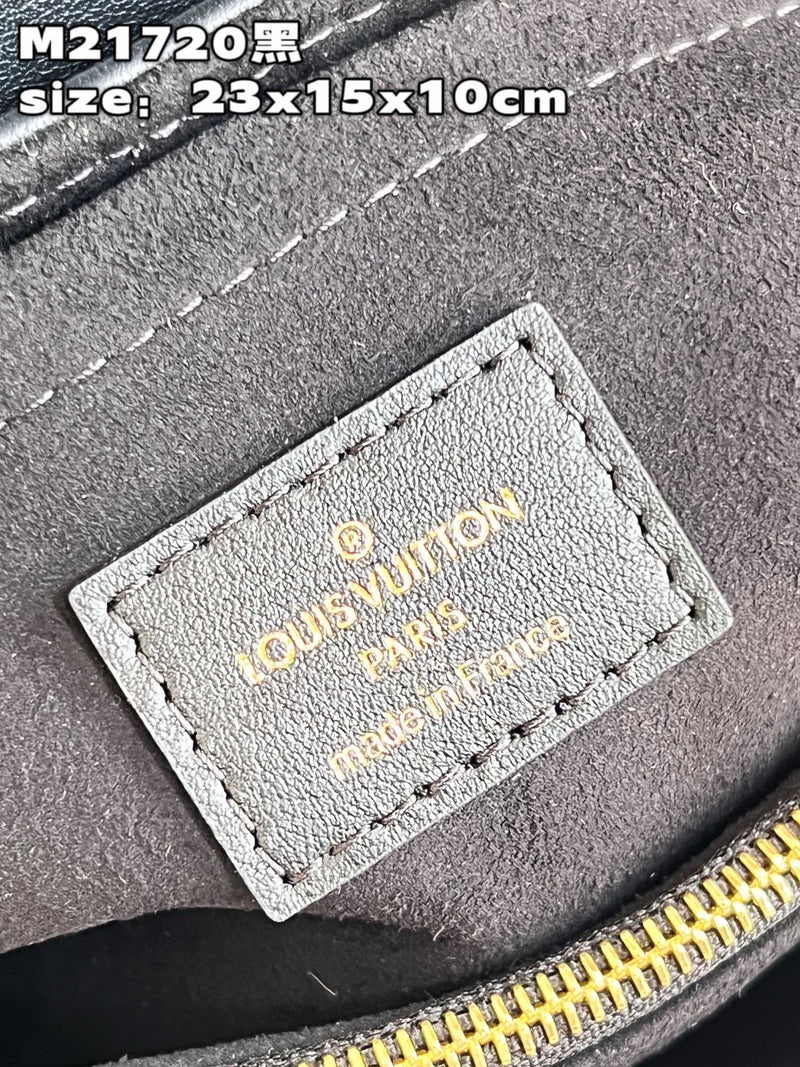 M21720黑
size：23x15x10cm
®
LOUIS VUITTON
PARIS
made in France